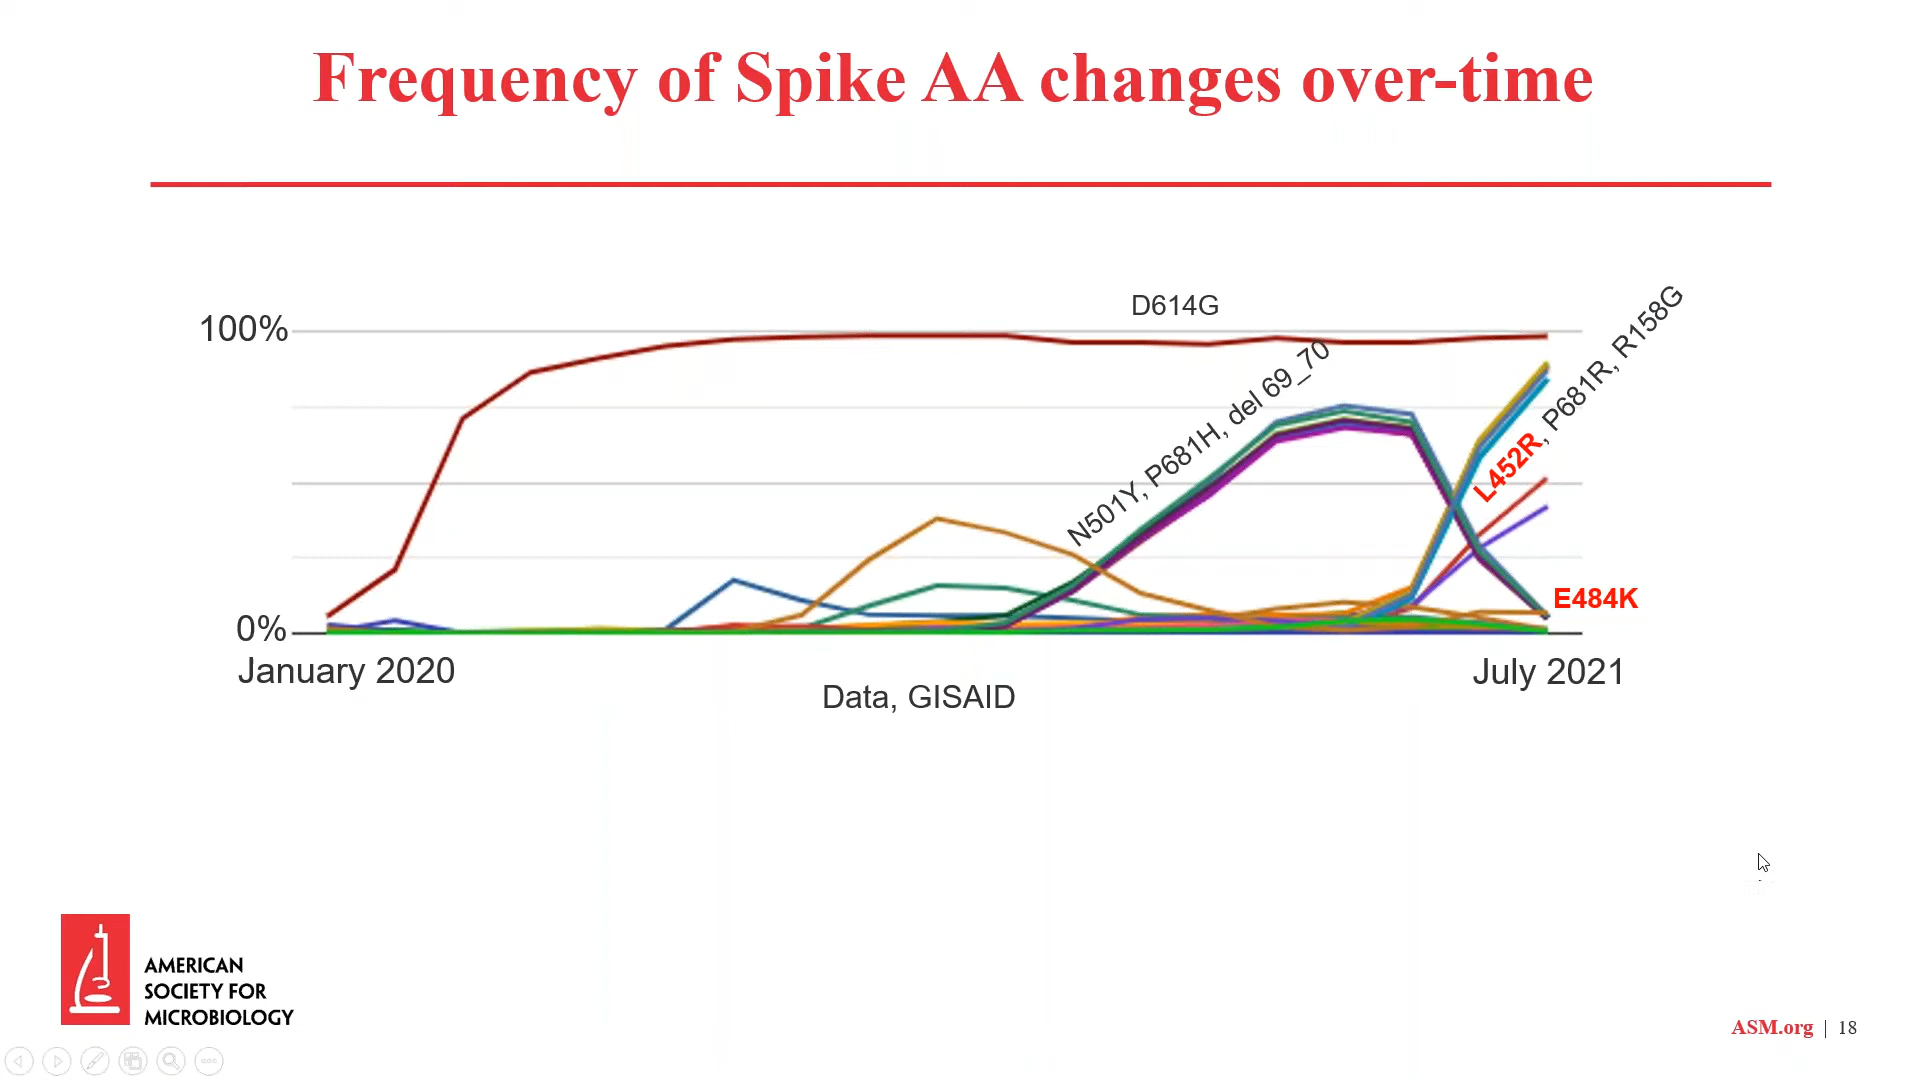 Frequency of Spike AA changes over-time
D614G
100%
N501Y, P681H, del 69_70
L452R, P681R, R158G
E484K
0%
January 2020
July 2021
Data, GISAID
AMERICAN
SOCIETY FOR
MICROBIOLOGY
ASM.org | 18